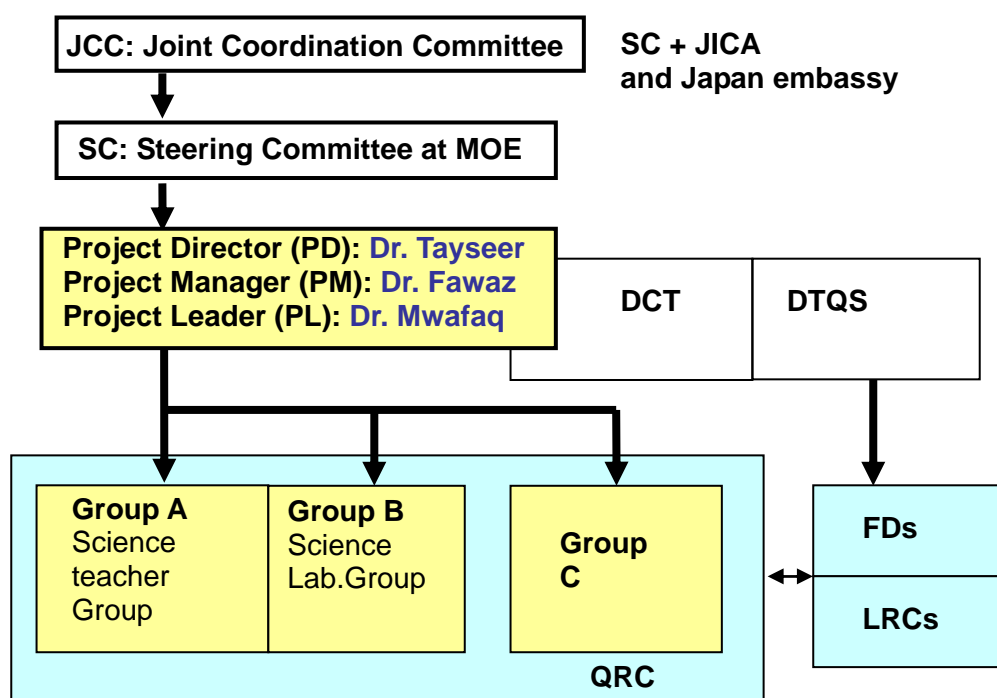 JCC: Joint Coordination Committee
SC + JICA
and Japan embassy
SC: Steering Committee at MOE
Project Director (PD): Dr. Tayseer
Project Manager (PM): Dr. Fawaz
Project Leader (PL): Dr. Mwafaq
DCT
DTQS
Group A
Science
teacher
Group
Group B
Science
Lab.Group
Group
C
QRC
FDs
LRCs